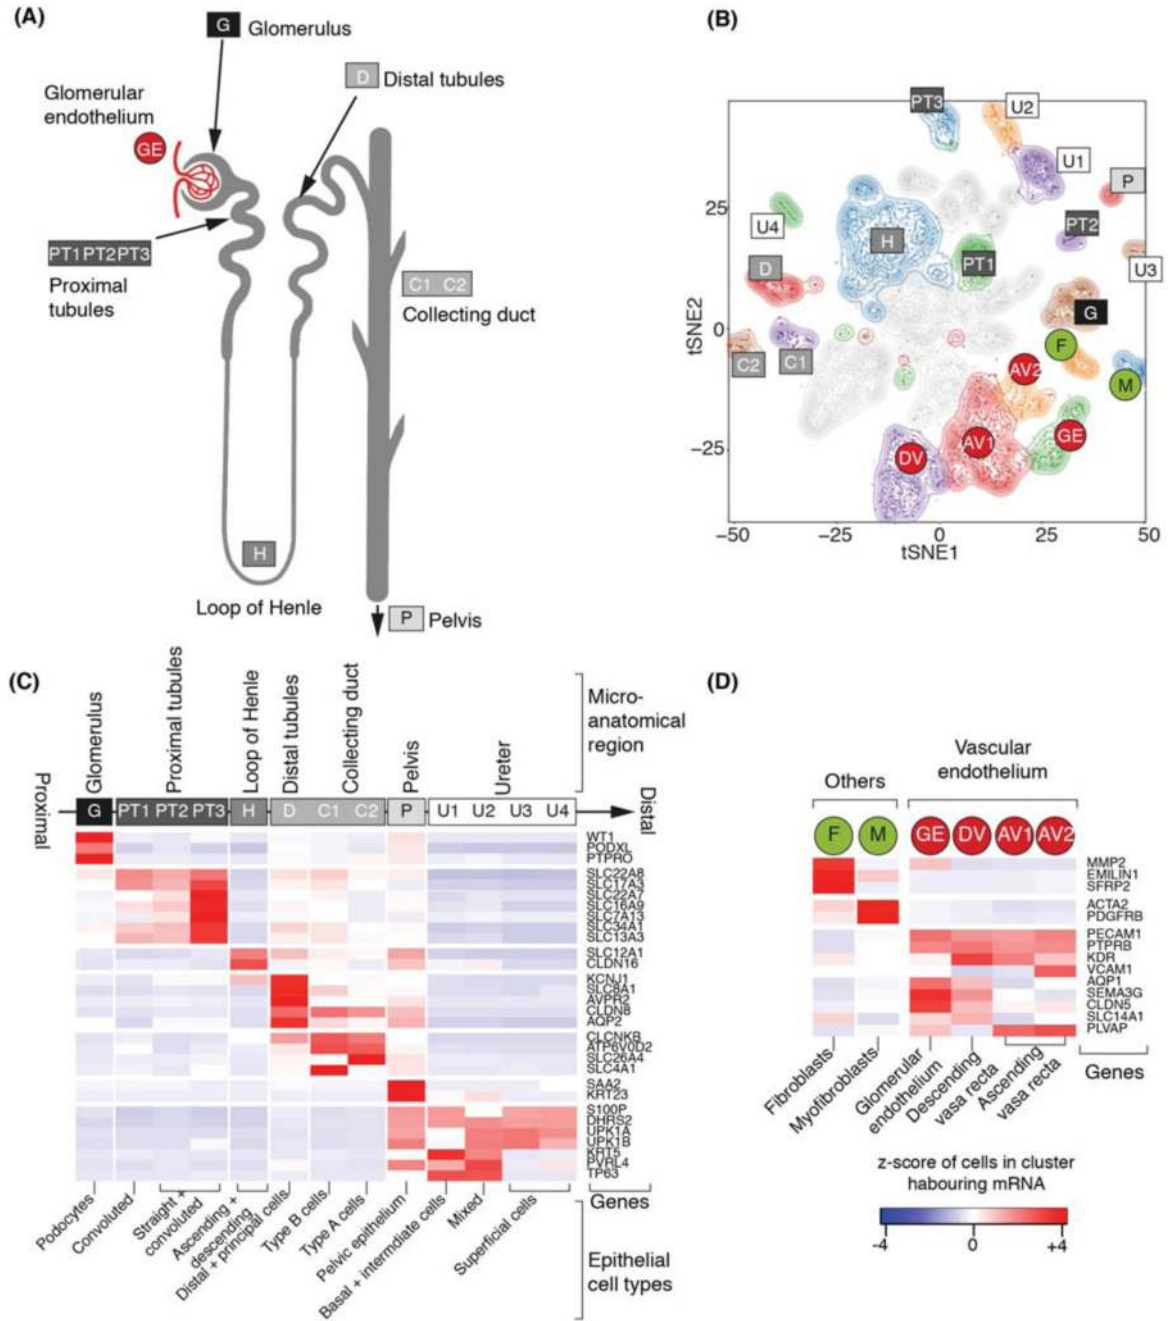 (A)
G Glomerulus
D Distal tubules
Glomerular
endothelium
GE
PT1 PT2 PT3
Proximal
tubules
C1 C2
Collecting duct
H
Loop of Henle
P Pelvis
(B)
PT3
U2
U1
P
U4
PT2
H
PT1
U3
D
G
F
C2
C1
AV2
M
AV1
GE
DV
25
0
−25
tSNE2
−50
−25
0
25
50
tSNE1
(C)
Glomerulus
Proximal tubules
Loop of Henle
Distal tubules
Collecting duct
Pelvis
Ureter
Micro-
anatomical
region
Proximal
G PT1 PT2 PT3 H D C1 C2 P U1 U2 U3 U4
Distal
WT1
PODXL
PTPRO
SLC22A8
SLC17A3
SLC22A7
SLC16A9
SLC7A13
SLC34A1
SLC13A3
SLC12A1
CLDN16
KCNJ1
SLC8A1
AVPR2
CLDN8
AQP2
CLCNKB
ATP6V0D2
SLC26A4
SLC4A1
SAA2
KRT23
S100P
DHRS2
UPK1A
UPK1B
KRT5
PVRL4
TP63
Genes
Podocytes
Convoluted
Straight +
convoluted
Ascending +
descending
Distal + principal cells
Type B cells
Type A cells
Pelvic epithelium
Basal + intermdiate cells
Mixed
Superficial cells
Epithelial
cell types
(D)
Others
Vascular
endothelium
F M GE DV AV1 AV2
MMP2
EMILIN1
SFRP2
ACTA2
PDGFRB
PECAM1
PTPRB
KDR
VCAM1
AQP1
SEMA3G
CLDN5
SLC14A1
PLVAP
Genes
Fibroblasts
Myofibroblasts
Glomerular
endothelium
Descending
vasa recta
Ascending
vasa recta
z-score of cells in cluster
habouring mRNA
-4
0
+4